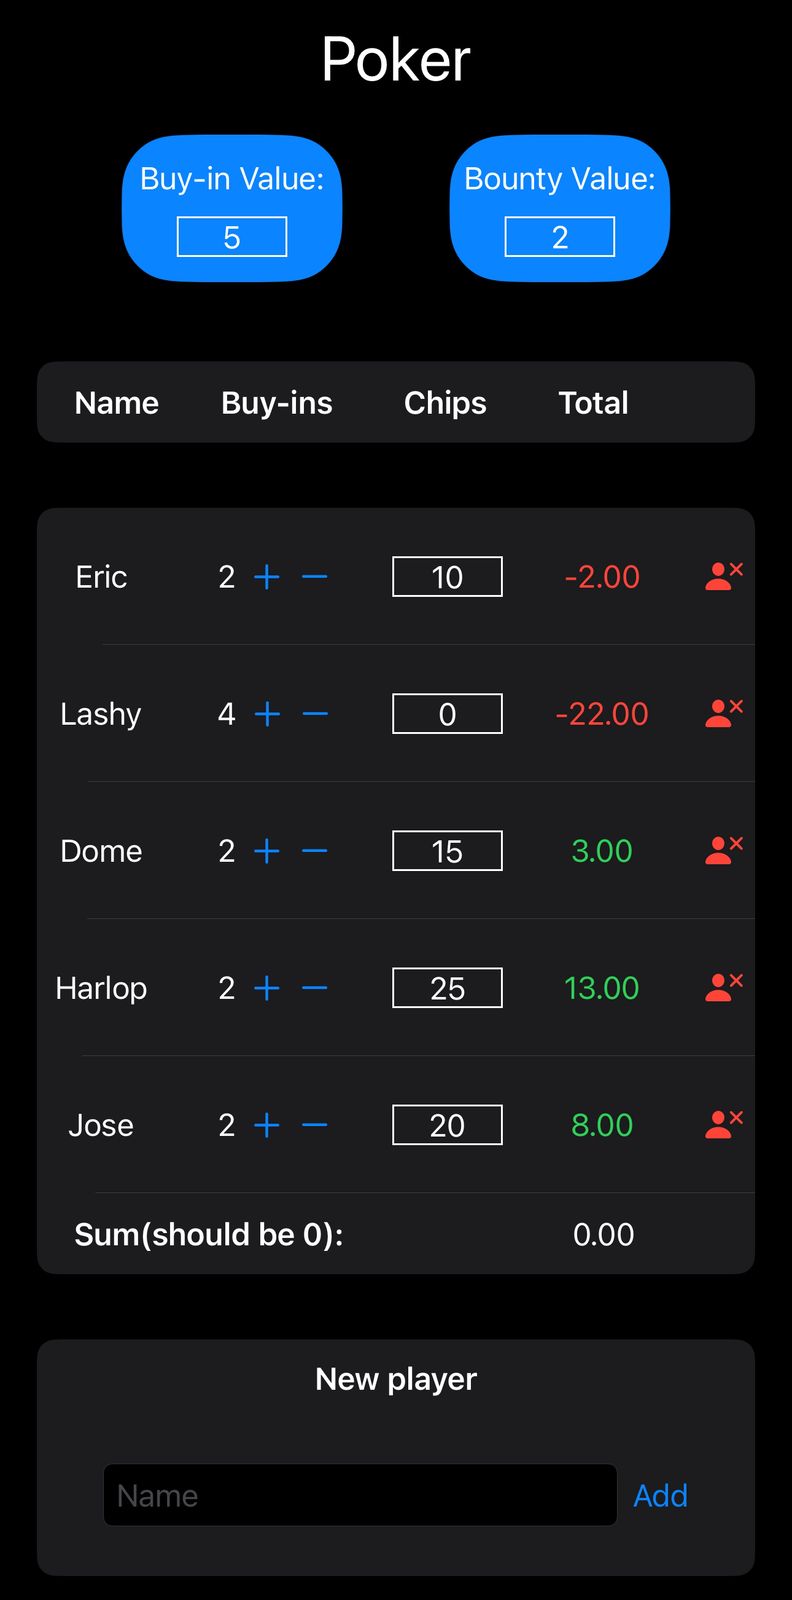 Poker
Buy-in Value: Bounty Value:
5 2
Name Buy-ins Chips Total
Eric 2 + − 10 -2.00
Lashy 4 + − 0 -22.00
Dome 2 + − 15 3.00
Harlop 2 + − 25 13.00
Jose 2 + − 20 8.00
Sum(should be 0): 0.00
New player
Name Add